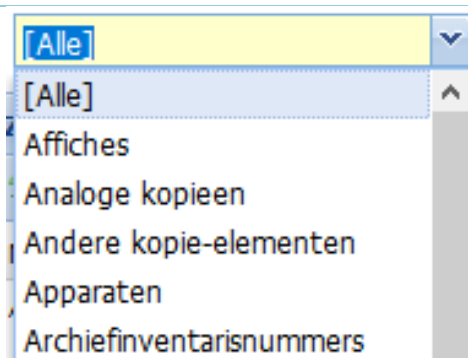 [Alle]
[Alle]
Affiches
Analoge kopieen
Andere kopie-elementen
Apparaten
Archiefinventarisnummers